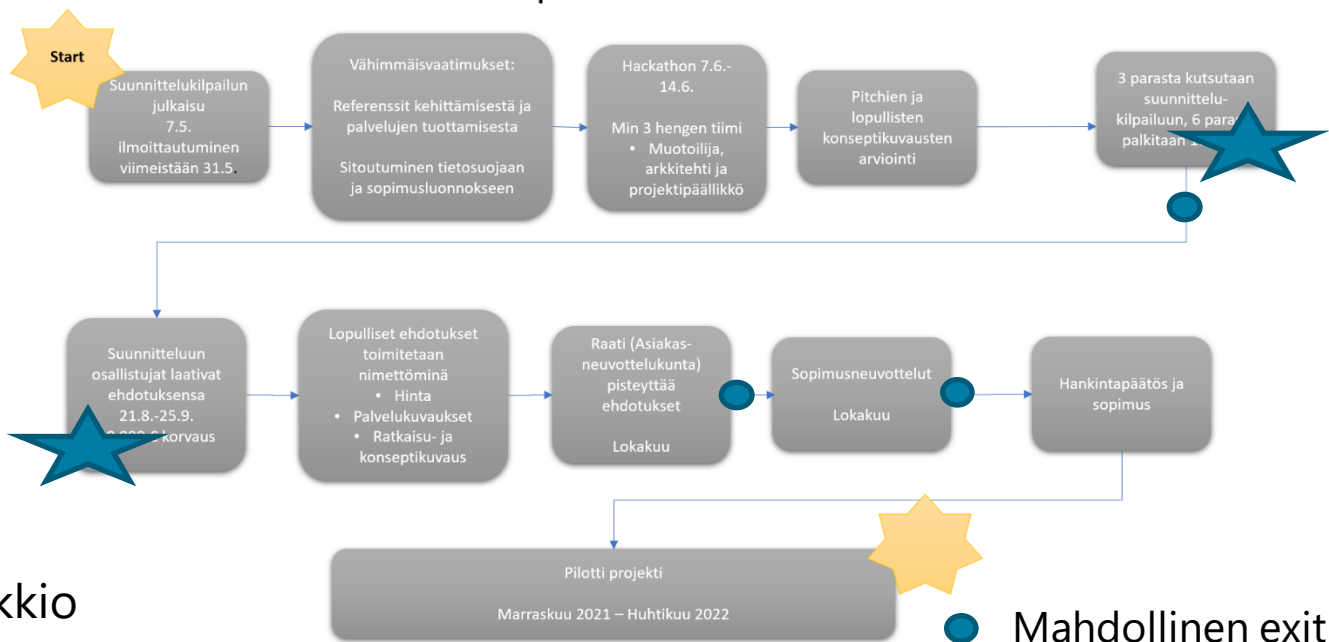 Start
Suunnittelukilpailun
julkaisu
7.5.
ilmoittautuminen
viimeistään 31.5.
Vähimmäisvaatimukset:
Referenssit kehittämisestä ja
palvelujen tuottamisesta
Sitoutuminen tietosuojaan
ja sopimusluonnokseen
Hackathon 7.6.-
14.6.
Min 3 hengen tiimi
• Muotoilija,
arkkitehti ja
projektipäällikkö
Pitchien ja
lopullisten
konseptikuvausten
arviointi
3 parasta kutsutaan
suunnittelu-
kilpailuun, 6
palkitaan
Suunnitteluun
osallistujat laativat
ehdotuksensa
21.8.-25.9.
korvaus
Lopulliset ehdotukset
toimitetaan
nimettöminä
• Hinta
• Palvelukuvaukset
• Ratkaisu- ja
konseptikuvaus
Raati (Asiakas-
neuvottelukunta)
pisteyttää
ehdotukset
Lokakuu
Sopimusneuvottelut
Lokakuu
Hankintapäätös ja
sopimus
Pilotti projekti
Marraskuu 2021 – Huhtikuu 2022
Mahdollinen exit